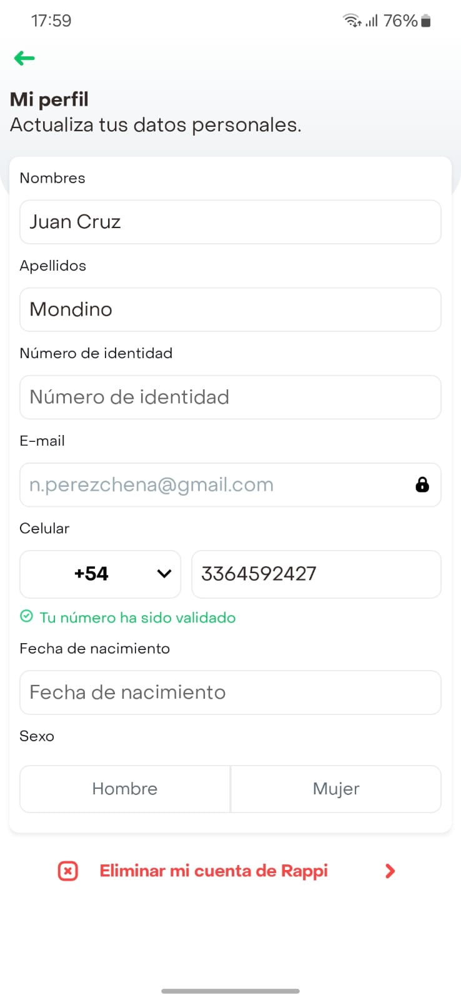 17:59
76%
Mi perfil
Actualiza tus datos personales.
Nombres
Juan Cruz
Apellidos
Mondino
Número de identidad
Número de identidad
E-mail
n.perezchena@gmail.com
Celular
+54 3364592427
Tu número ha sido validado
Fecha de nacimiento
Fecha de nacimiento
Sexo
Hombre Mujer
Eliminar mi cuenta de Rappi